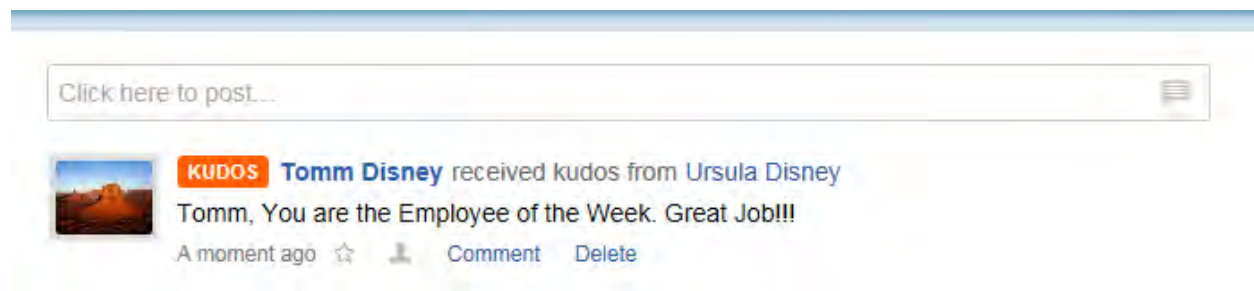 Click here to post...
KUDOS Tomm Disney received kudos from Ursula Disney
Tomm, You are the Employee of the Week. Great Job!!!
A moment ago Comment Delete